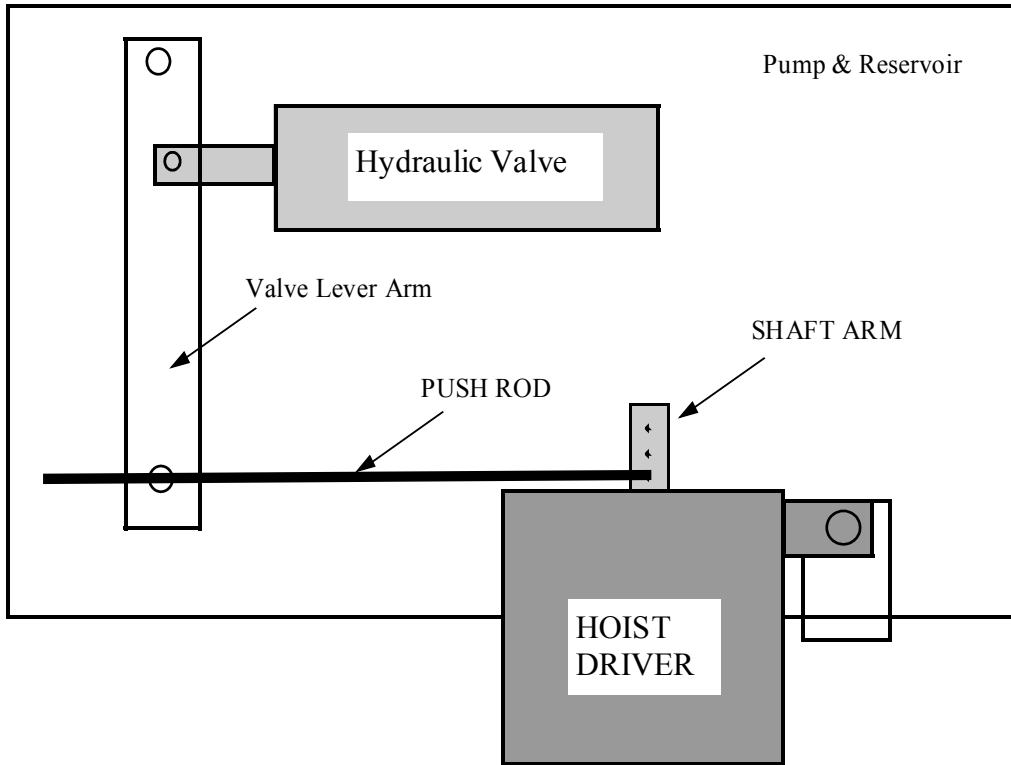 Pump & Reservoir
Hydraulic Valve
Valve Lever Arm
SHAFT ARM
PUSH ROD
HOIST
DRIVER